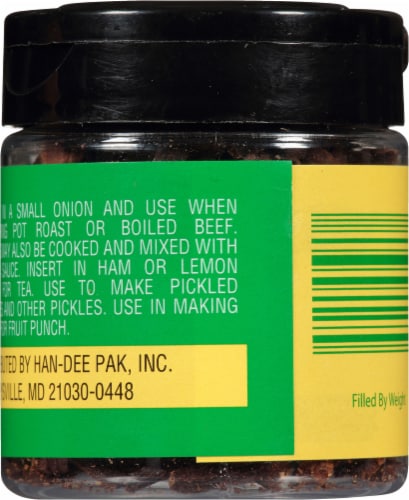 A SMALL ONION AND USE WHEN
POT ROAST OR BOILED BEEF.
MAY ALSO BE COOKED AND MIXED WITH
SAUCE. INSERT IN HAM OR LEMON
FOR TEA. USE TO MAKE PICKLED
AND OTHER PICKLES. USE IN MAKING
FRUIT PUNCH.
BY HAN-DEE PAK, INC.
MD 21030-0448
Filled By Weight